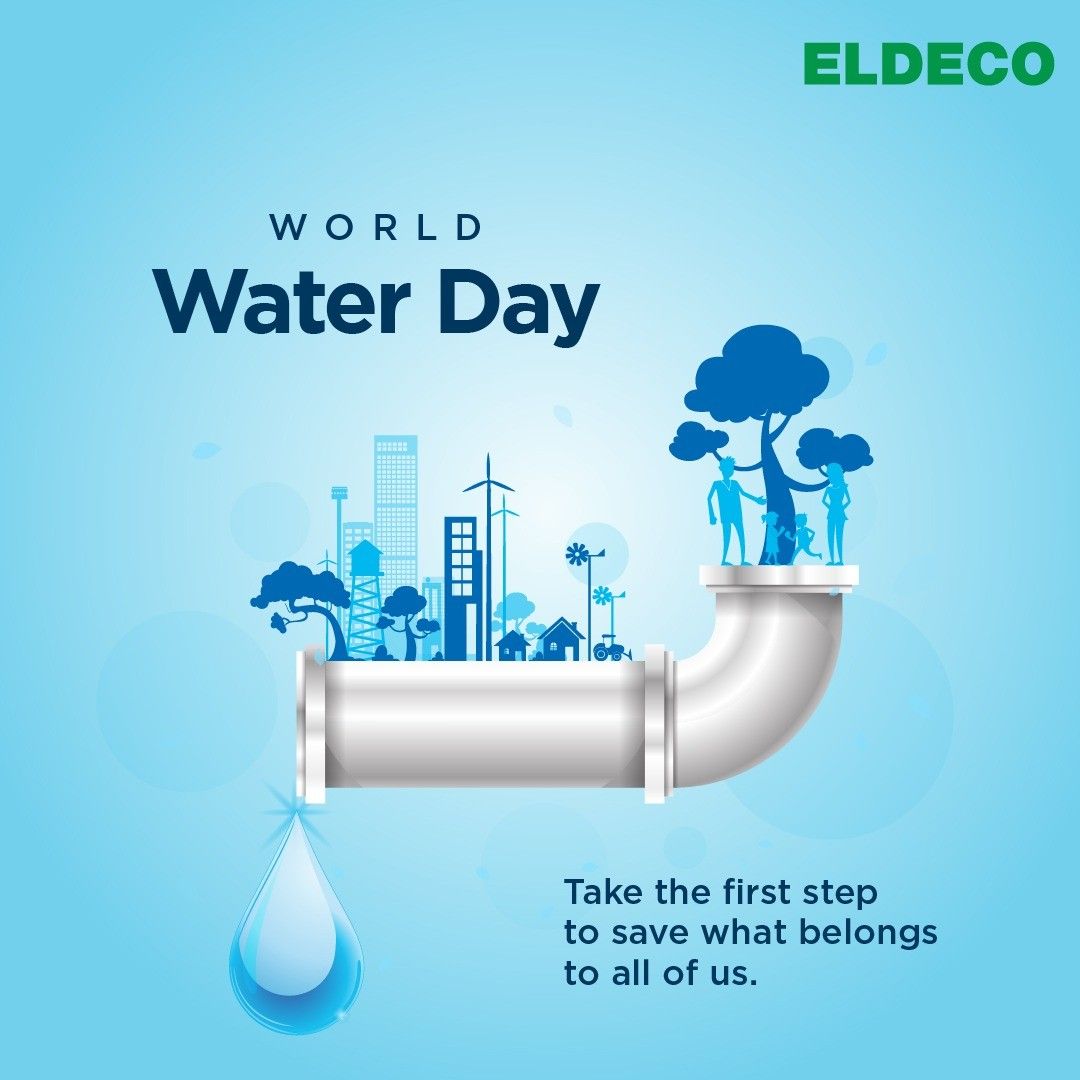 ELDECO
WORLD
Water Day
Take the first step
to save what belongs
to all of us.